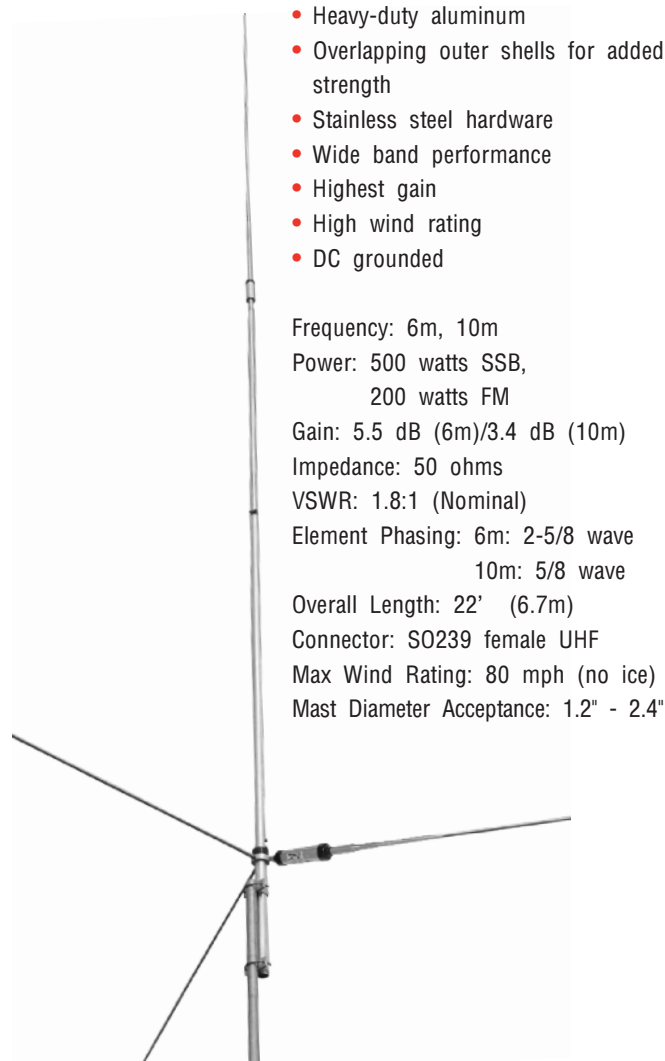 • Heavy-duty aluminum
• Overlapping outer shells for added
strength
• Stainless steel hardware
• Wide band performance
• Highest gain
• High wind rating
• DC grounded
Frequency: 6m, 10m
Power: 500 watts SSB,
200 watts FM
Gain: 5.5 dB (6m)/3.4 dB (10m)
Impedance: 50 ohms
VSWR: 1.8:1 (Nominal)
Element Phasing: 6m: 2-5/8 wave
10m: 5/8 wave
Overall Length: 22’ (6.7m)
Connector: SO239 female UHF
Max Wind Rating: 80 mph (no ice)
Mast Diameter Acceptance: 1.2" - 2.4"